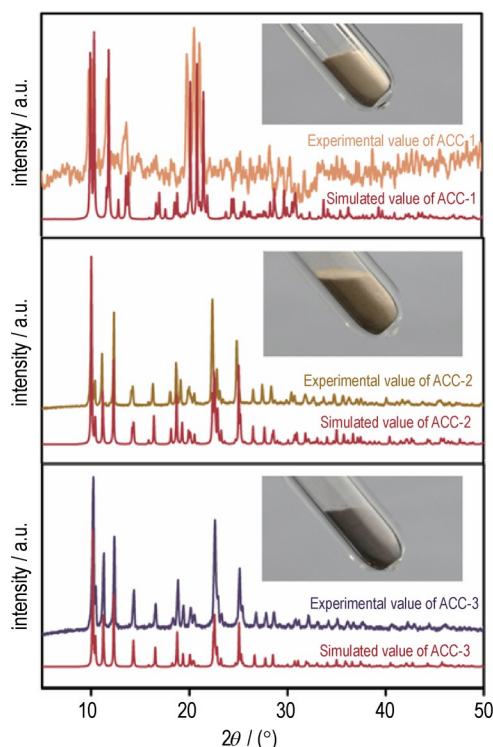 intensity / a.u.
Experimental value of ACC-1
Simulated value of ACC-1
intensity / a.u.
Experimental value of ACC-2
Simulated value of ACC-2
intensity / a.u.
Experimental value of ACC-3
Simulated value of ACC-3
10 20 30 40 50
2θ / (°)